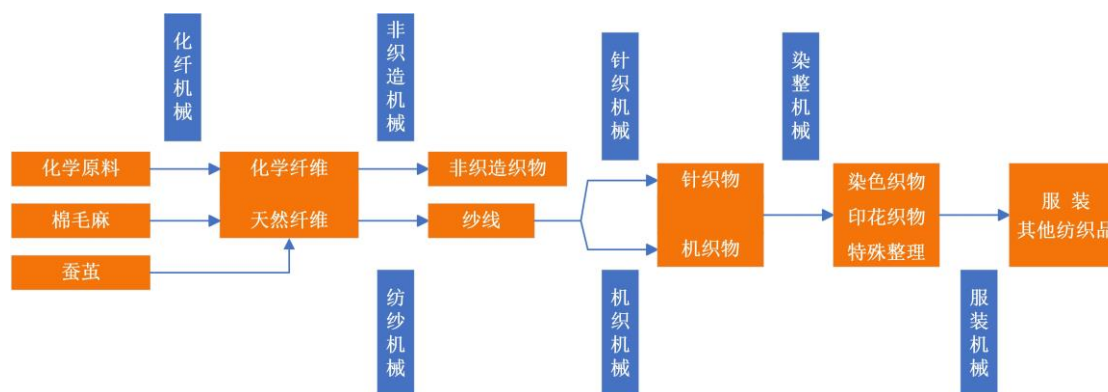 化纤机械
非织造机械
针织机械
染整机械
化学原料
化学纤维
非织造织物
针织物
染色织物
服 装
棉毛麻
天然纤维
纱线
机织物
印花织物
其他纺织品
蚕茧
特殊整理
纺纱机械
机织机械
服装机械